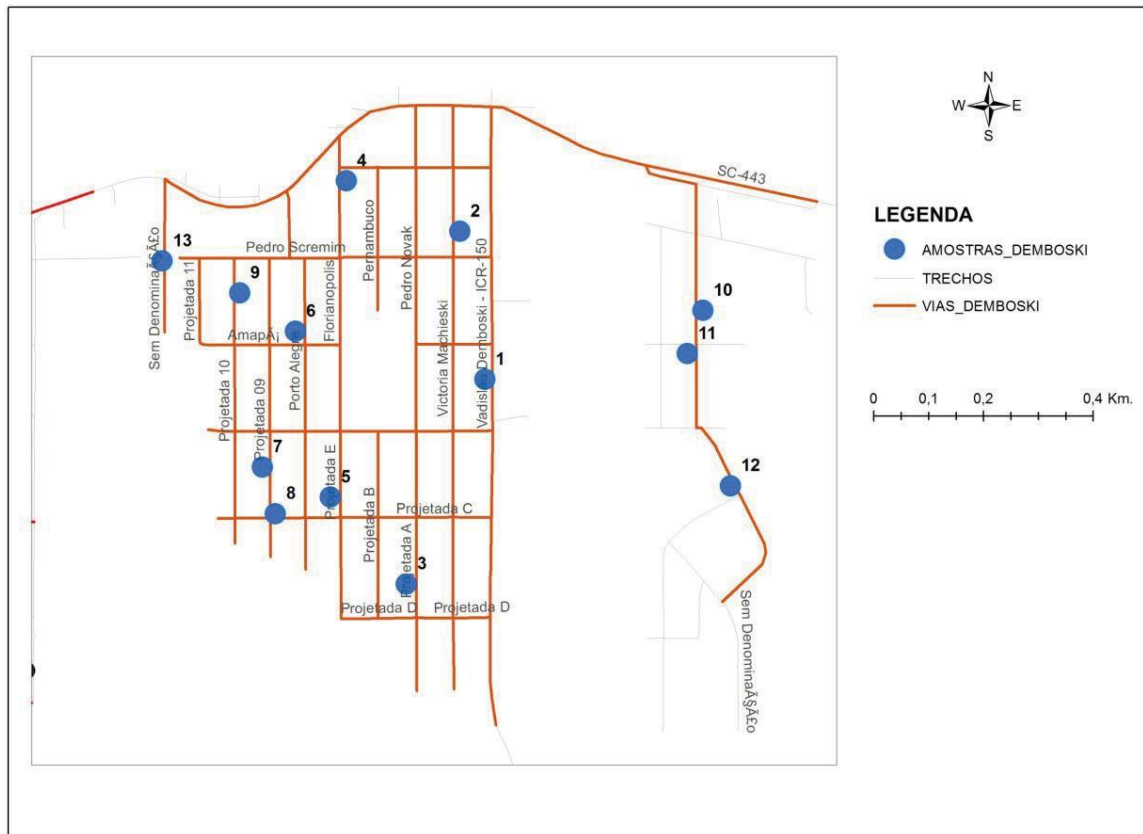 N
W E
S
SC-443
LEGENDA
AMOSTRAS_DEMBOSKI
TRECHOS
VIAS_DEMBOSKI
0 0,1 0,2 0,4 Km.
4
2
13
9
6
10
11
1
7
5
8
12
3
Pedro Scremim
Sem DenominaÃ§Ã£o
Projetada 11
AmapÃ¡
Porto Alegre
Florianopolis
Pernambuco
Pedro Novak
Victoria Machieski
Vadislau Demboski - ICR-150
Projetada 10
Projetada 09
Projetada E
Projetada B
Projetada C
Projetada A
Projetada D
Projetada D
Sem DenominaÃ§Ã£o